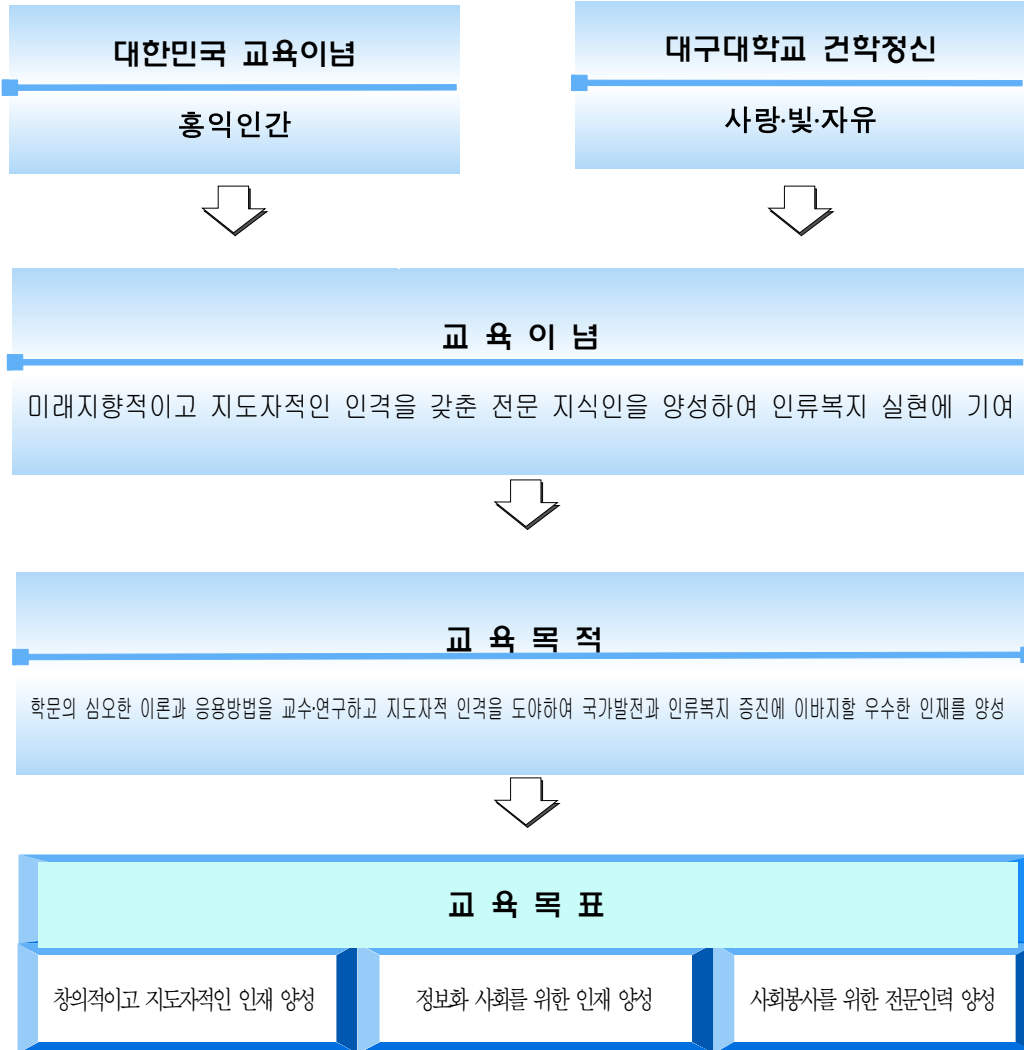 대한민국 교육이념
홍익인간
대구대학교 건학정신
사랑·빛·자유
교 육 이 념
미래지향적이고 지도자적인 인격을 갖춘 전문 지식인을 양성하여 인류복지 실현에 기여
교 육 목 적
학문의 심오한 이론과 응용방법을 교수·연구하고 지도자적 인격을 도야하여 국가발전과 인류복지 증진에 이바지할 우수한 인재를 양성
교 육 목 표
창의적이고 지도자적인 인재 양성
정보화 사회를 위한 인재 양성
사회봉사를 위한 전문인력 양성